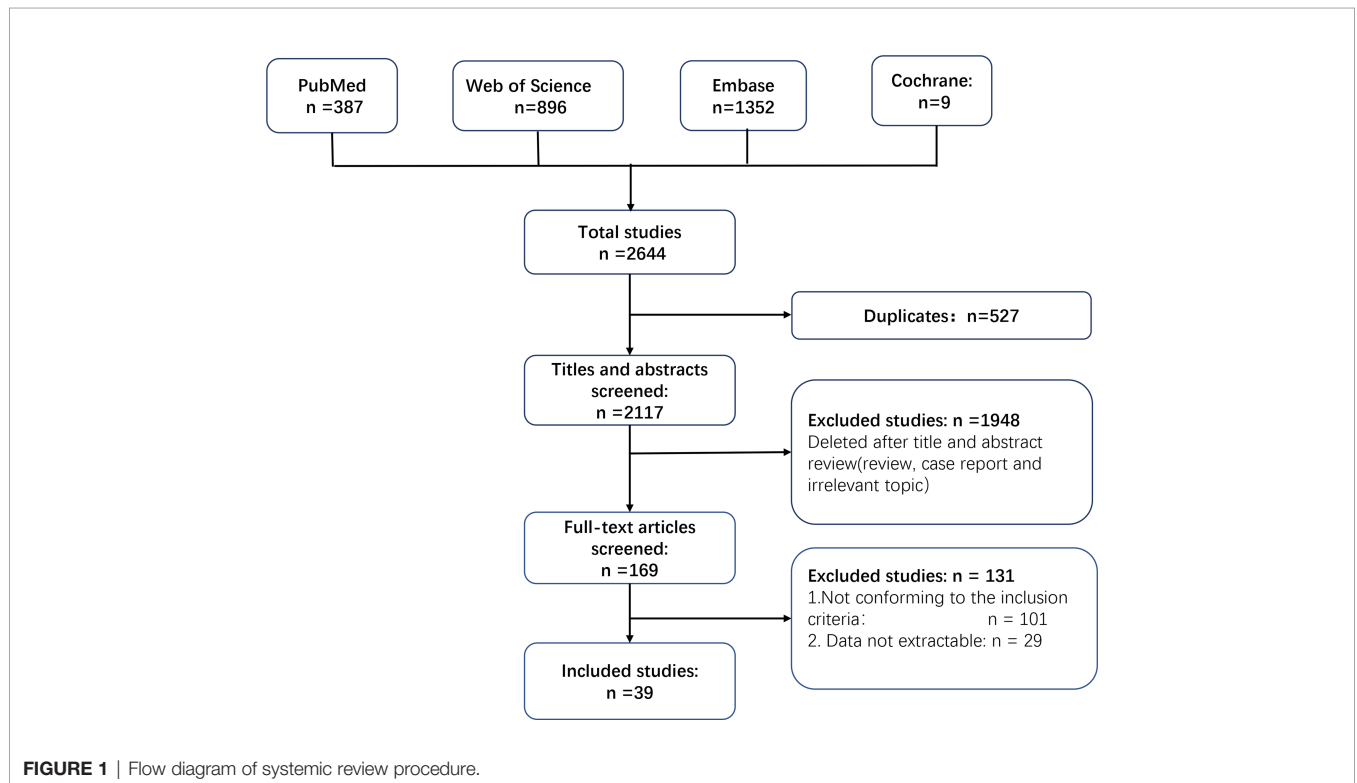 PubMed
n =387
Web of Science
n=896
Embase
n=1352
Cochrane:
n=9
Total studies
n =2644
Duplicates：n=527
Titles and abstracts
screened:
n =2117
Excluded studies: n =1948
Deleted after title and abstract
review(review, case report and
irrelevant topic)
Full-text articles
screened:
n =169
Excluded studies: n = 131
1.Not conforming to the inclusion
criteria: n = 101
2. Data not extractable: n = 29
Included studies:
n =39
FIGURE 1 | Flow diagram of systemic review procedure.